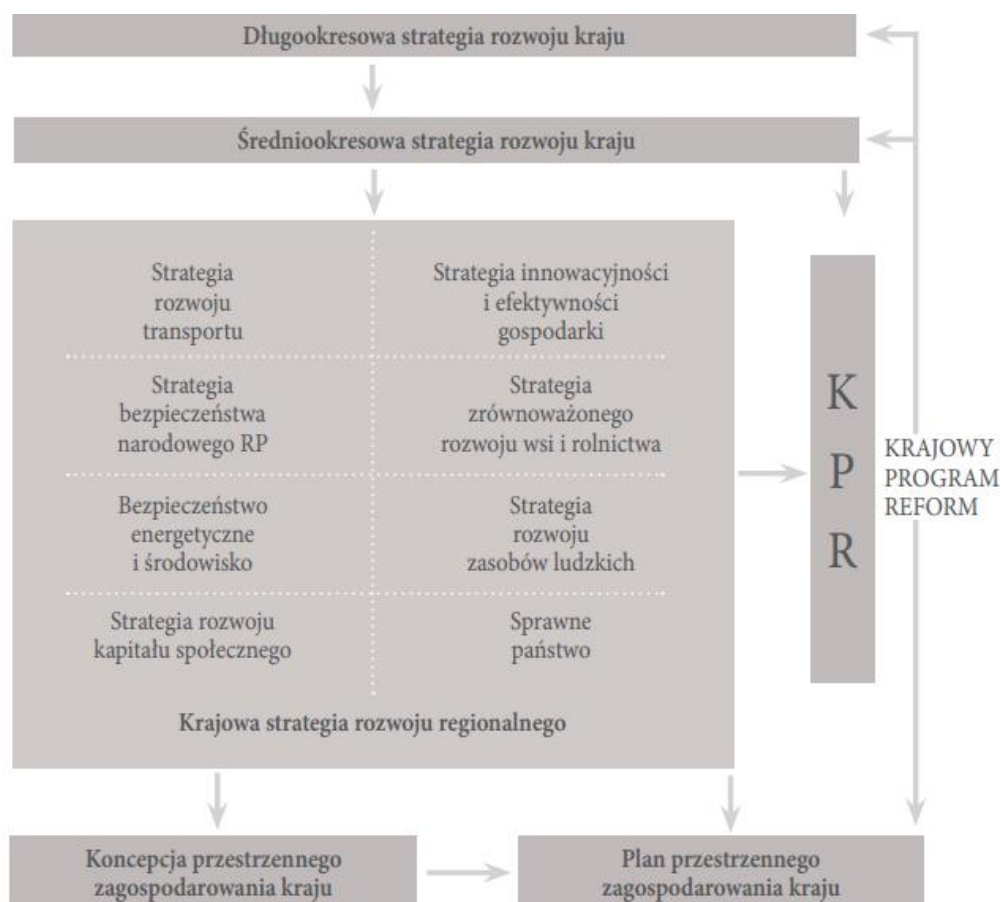 Długookresowa strategia rozwoju kraju
Średniookresowa strategia rozwoju kraju
Strategia
rozwoju
transportu
Strategia innowacyjności
i efektywności
gospodarki
Strategia
bezpieczeństwa
narodowego RP
Strategia
zrównoważonego
rozwoju wsi i rolnictwa
Bezpieczeństwo
energetyczne
i środowisko
Strategia
rozwoju
zasobów ludzkich
Strategia rozwoju
kapitału społecznego
Sprawne
państwo
Krajowa strategia rozwoju regionalnego
K
P
R
KRAJOWY
PROGRAM
REFORM
Koncepcja przestrzennego
zagospodarowania kraju
Plan przestrzennego
zagospodarowania kraju